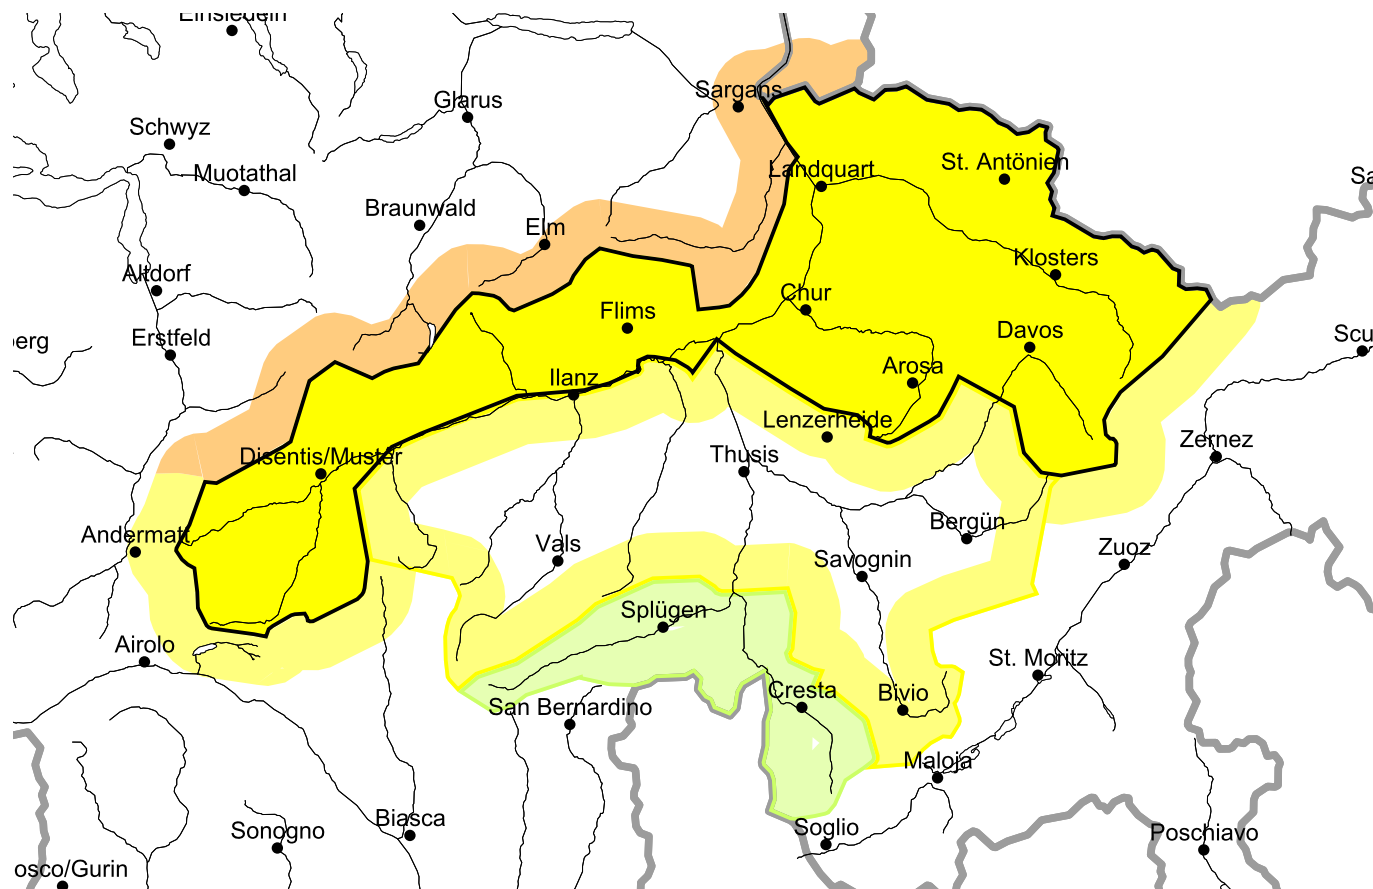 Einsiedeln
Sargans
Glarus
Schwyz
St. Antönien
Landquart
Muotathal
Sa
Braunwald
Elm
Klosters
Altdorf
Chur
Flims
Davos
Scu
Erstfeld
berg
Arosa
Ilanz
Lenzerheide
Zernez
Thusis
Disentis/Muster
Bergün
Andermatt
Vals
Zuoz
Savognin
Splügen
Airolo
St. Moritz
Cresta
Bivio
San Bernardino
Maloja
Biasca
Soglio
Sonogno
Poschiavo
osco/Gurin